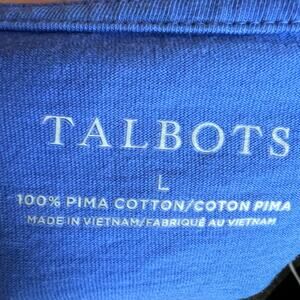 TALBOTS
L
100% PIMA COTTON/COTON PIMA
MADE IN VIETNAM/FABRIQUÉ AU VIETNAM